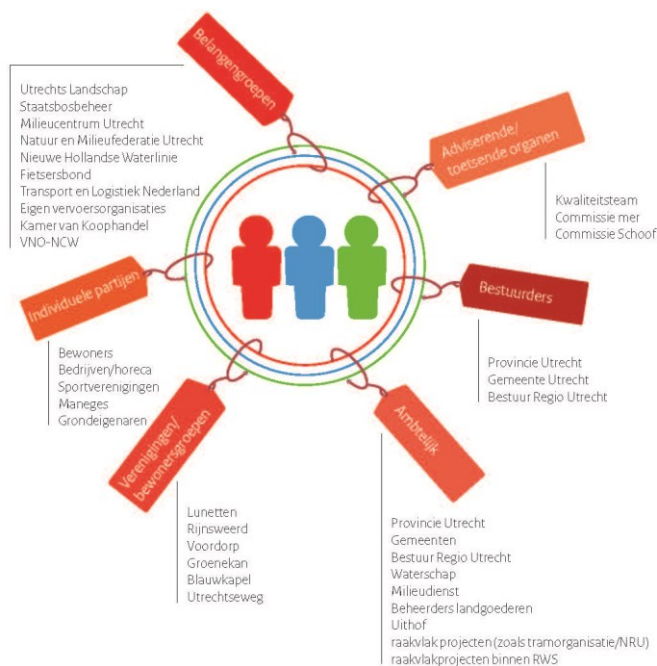 Belangengroepen
Utrechts Landschap
Staatsbosbeheer
Milieucentrum Utrecht
Natuur en Milieufederatie Utrecht
Nieuwe Hollandse Waterlinie
Fietsersbond
Transport en Logistiek Nederland
Eigen vervoersorganisaties
Kamer van Koophandel
VNO-NCW
Adviserende/
toetsende organen
Kwaliteitsteam
Commissie mer
Commissie Schoof
Individuele partijen
Bewoners
Bedrijven/horeca
Sportverenigingen
Maneges
Grondeigenaren
Bestuurders
Provincie Utrecht
Gemeente Utrecht
Bestuur Regio Utrecht
Verenigingen/
bewonersgroepen
Lunetten
Rijnsweerd
Voordorp
Groenekan
Blauwkapel
Utrechtseweg
Ambtelijk
Provincie Utrecht
Gemeenten
Bestuur Regio Utrecht
Waterschap
Milieudienst
Beheerders landgoederen
Uithof
raakvlak projecten (zoals tramorganisatie/NRU)
raakvlakprojecten binnen RWS